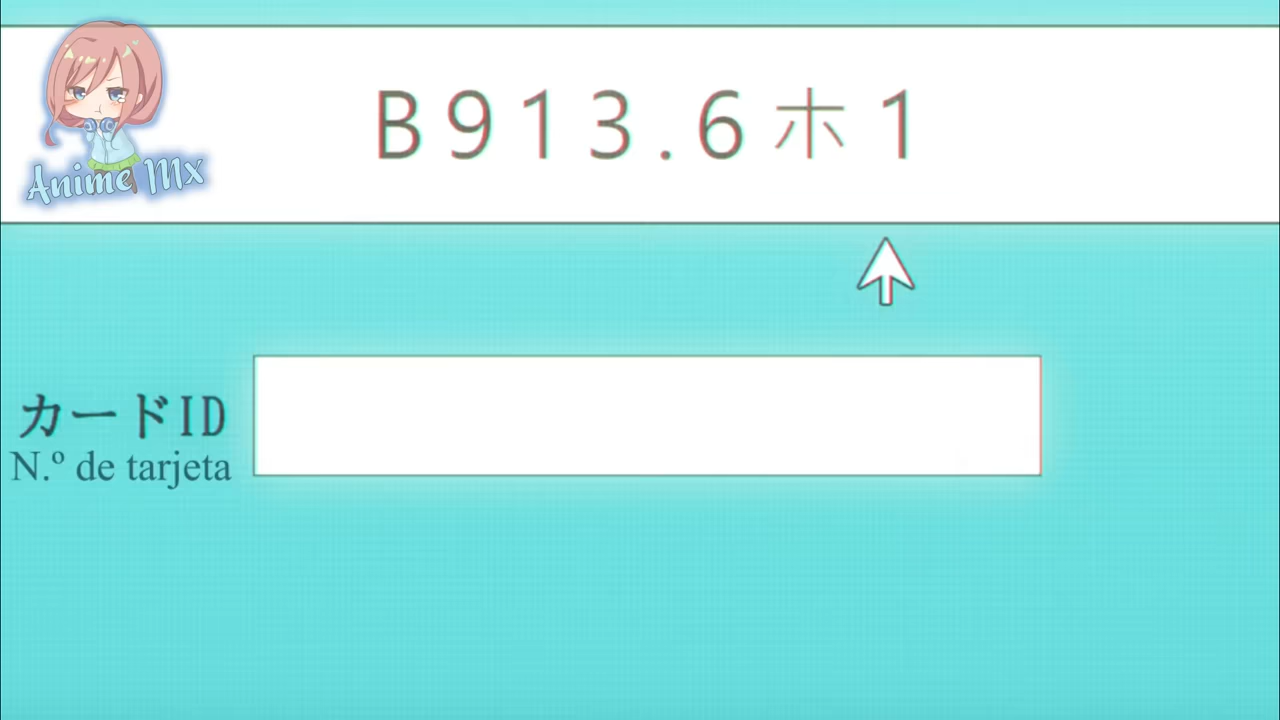 Anime Mx
B913.6ホ1
カードID
N.º de tarjeta